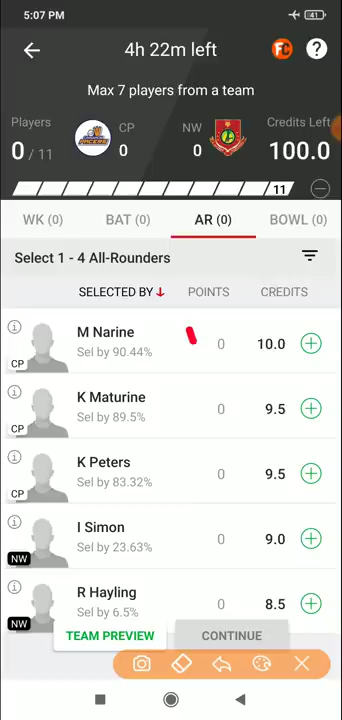 5:07 PM
41
4h 22m left
FC
?
Max 7 players from a team
Players
CP
NW
Credits Left
0 / 11
0
0
100.0
11
WK (0)
BAT (0)
AR (0)
BOWL (0)
Select 1 - 4 All-Rounders
SELECTED BY
POINTS
CREDITS
M Narine
Sel by 90.44%
0
10.0
CP
K Maturine
Sel by 89.5%
0
9.5
CP
K Peters
Sel by 83.32%
0
9.5
CP
I Simon
Sel by 23.63%
0
9.0
NW
R Hayling
Sel by 6.5%
0
8.5
NW
TEAM PREVIEW
CONTINUE